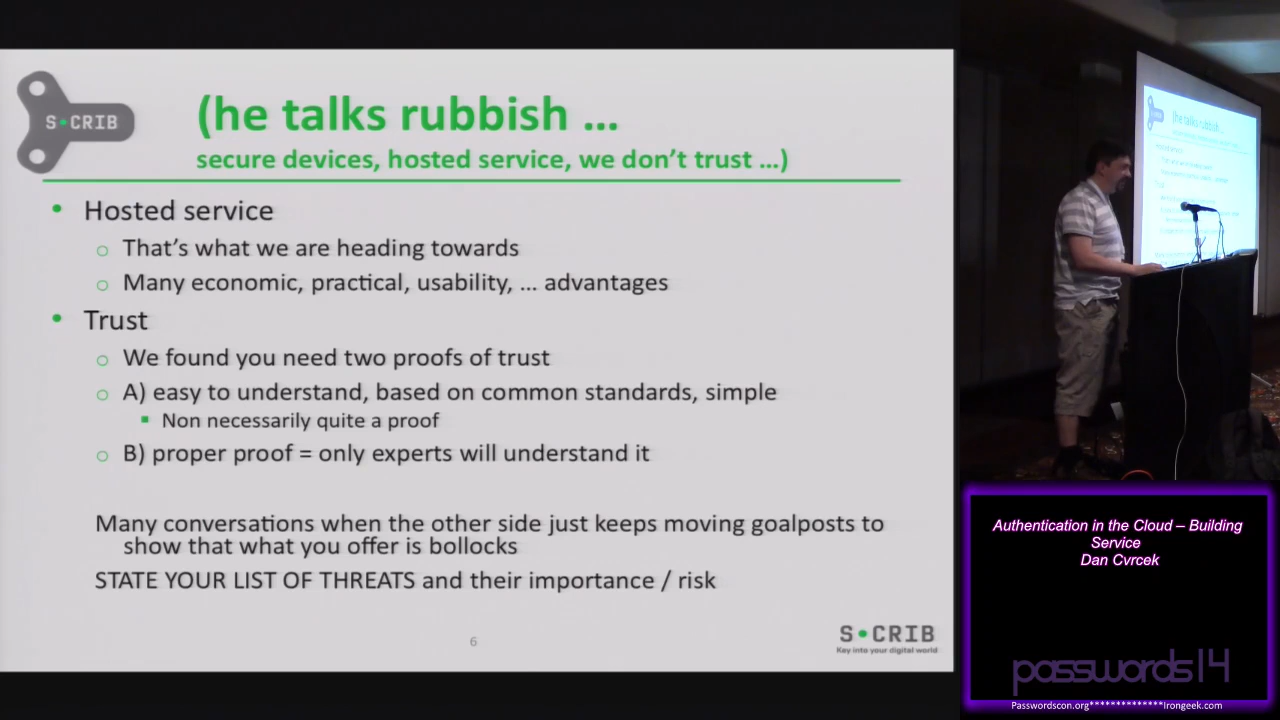 S•CRIB
(he talks rubbish ...
secure devices, hosted service, we don't trust ...)
• Hosted service
o That's what we are heading towards
o Many economic, practical, usability, ... advantages
• Trust
o We found you need two proofs of trust
o A) easy to understand, based on common standards, simple
▪ Non necessarily quite a proof
o B) proper proof = only experts will understand it
Many conversations when the other side just keeps moving goalposts to
show that what you offer is bollocks
STATE YOUR LIST OF THREATS and their importance / risk
6
S•CRIB
Key into your digital world
(he talks rubbish ...
Authentication in the Cloud – Building
Service
Dan Cvrcek
passwords14
Passwordscon.org**************Irongeek.com